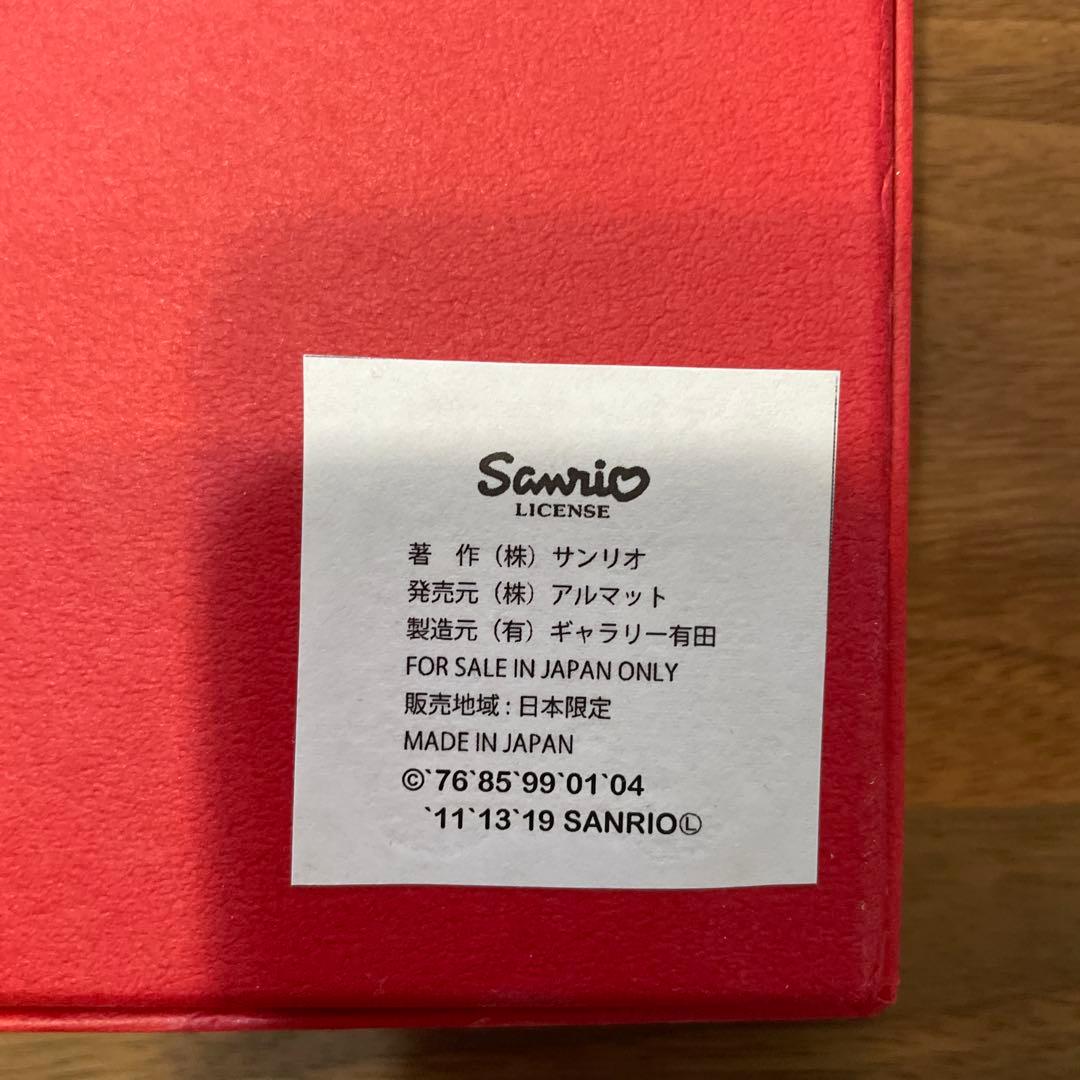 Sanrio
LICENSE
著　作（株）サンリオ
発売元（株）アルマット
製造元（有）ギャラリー有田
FOR SALE IN JAPAN ONLY
販売地域 : 日本限定
MADE IN JAPAN
©`76`85`99`01`04
`11`13`19 SANRIOⓁ